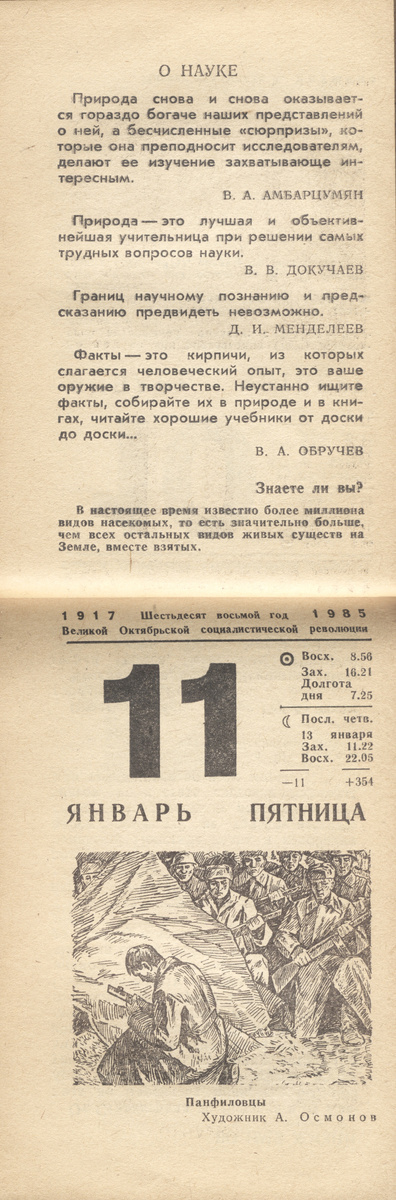 О НАУКЕ
Природа снова и снова оказывает-
ся гораздо богаче наших представлений
о ней, а бесчисленные «сюрпризы», ко-
торые она преподносит исследователям,
делают ее изучение захватывающе ин-
тересным.
В. А. АМБАРЦУМЯН
Природа — это лучшая и объектив-
нейшая учительница при решении самых
трудных вопросов науки.
В. В. ДОКУЧАЕВ
Границ научному познанию и пред-
сказанию предвидеть невозможно.
Д. И. МЕНДЕЛЕЕВ
Факты — это кирпичи, из которых
слагается человеческий опыт, это ваше
оружие в творчестве. Неустанно ищите
факты, собирайте их в природе и в кни-
гах, читайте хорошие учебники от доски
до доски...
В. А. ОБРУЧЕВ
Знаете ли вы?
В настоящее время известно более миллиона
видов насекомых, то есть значительно больше,
чем всех остальных видов живых существ на
Земле, вместе взятых.
1917 Шестьдесят восьмой год 1985
Великой Октябрьской социалистической революции
11
Восх. 8.56
Зах. 16.21
Долгота
дня 7.25
Посл. четв.
13 января
Зах. 11.22
Восх. 22.05
—11 +354
ЯНВАРЬ ПЯТНИЦА
Панфиловцы
Художник А. Осмонов